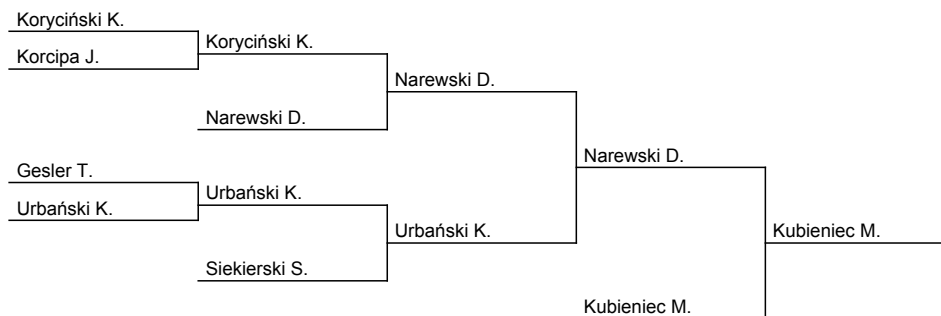 Koryciński K.
Koryciński K.
Korcipa J.
Narewski D.
Narewski D.
Narewski D.
Gesler T.
Urbański K.
Urbański K.
Urbański K.
Kubieniec M.
Siekierski S.
Kubieniec M.